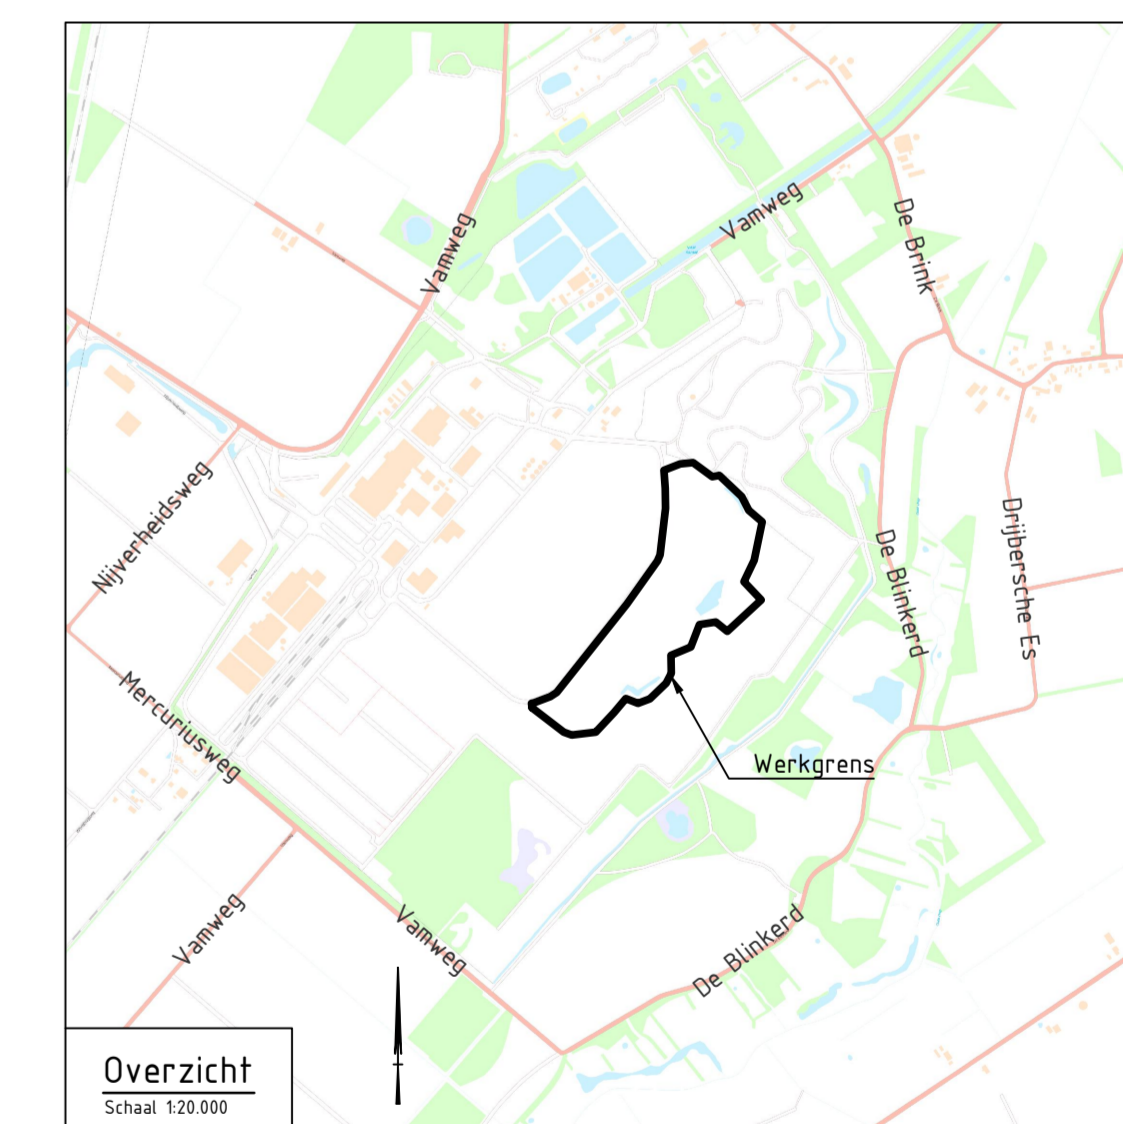 Vamweg
Vamweg
De Brink
Nijverheidsweg
Drijbersche Es
De Blinkerd
Mercuriusweg
Werkgrens
Vamweg
Vamweg
De Blinkerd
Overzicht
Schaal 1:20.000